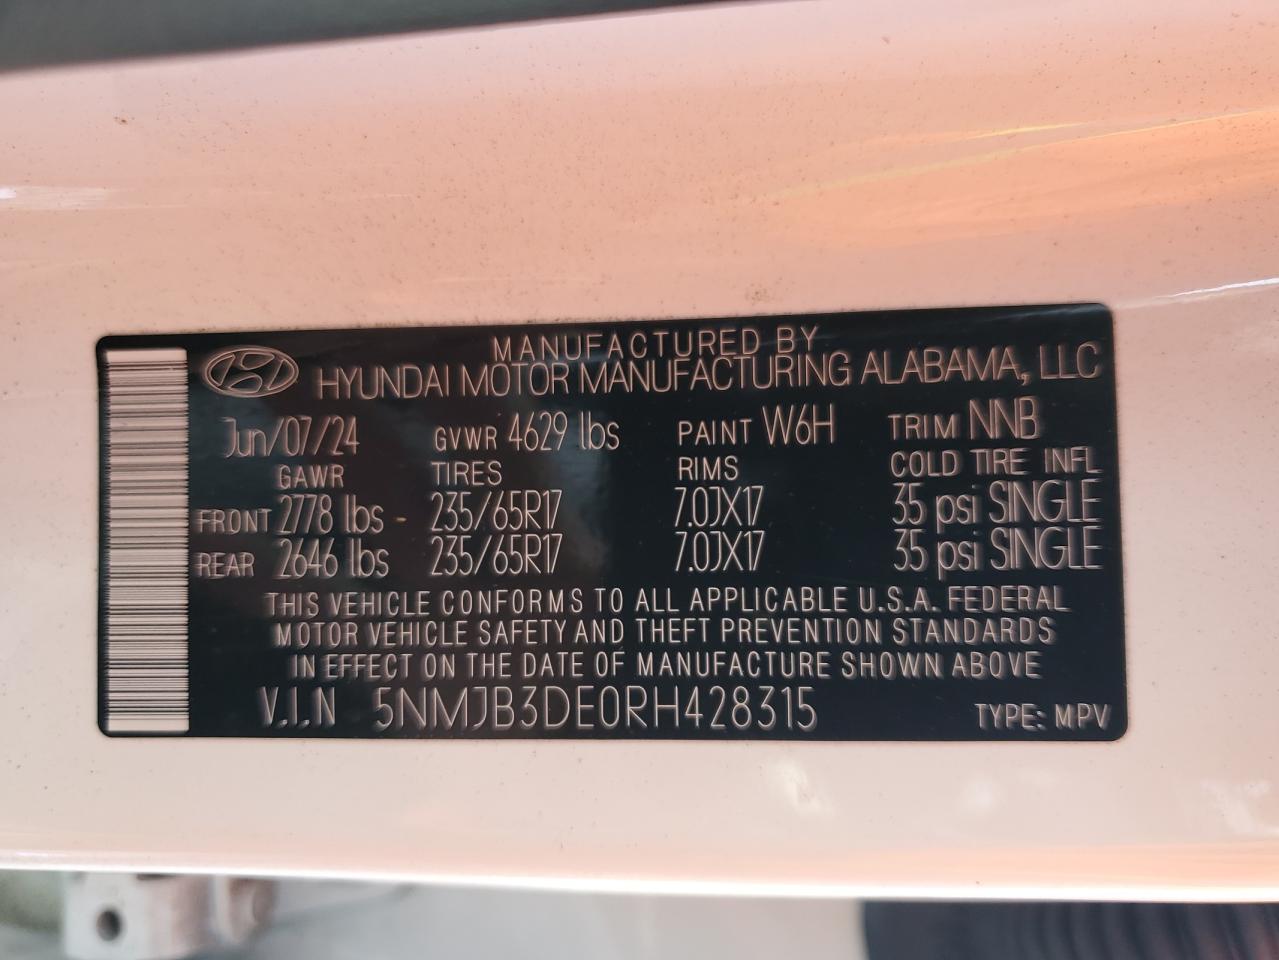 MANUFACTURED BY
HYUNDAI MOTOR MANUFACTURING ALABAMA, LLC
Jun/07/24 GVWR 4629 lbs PAINT W6H TRIM NNB
GAWR TIRES RIMS COLD TIRE INFL
FRONT 2778 lbs 235/65R17 7.0JX17 35 psi SINGLE
REAR 2646 lbs 235/65R17 7.0JX17 35 psi SINGLE
THIS VEHICLE CONFORMS TO ALL APPLICABLE U.S.A. FEDERAL
MOTOR VEHICLE SAFETY AND THEFT PREVENTION STANDARDS
IN EFFECT ON THE DATE OF MANUFACTURE SHOWN ABOVE
V.I.N 5NMJB3DE0RH428315 TYPE: MPV